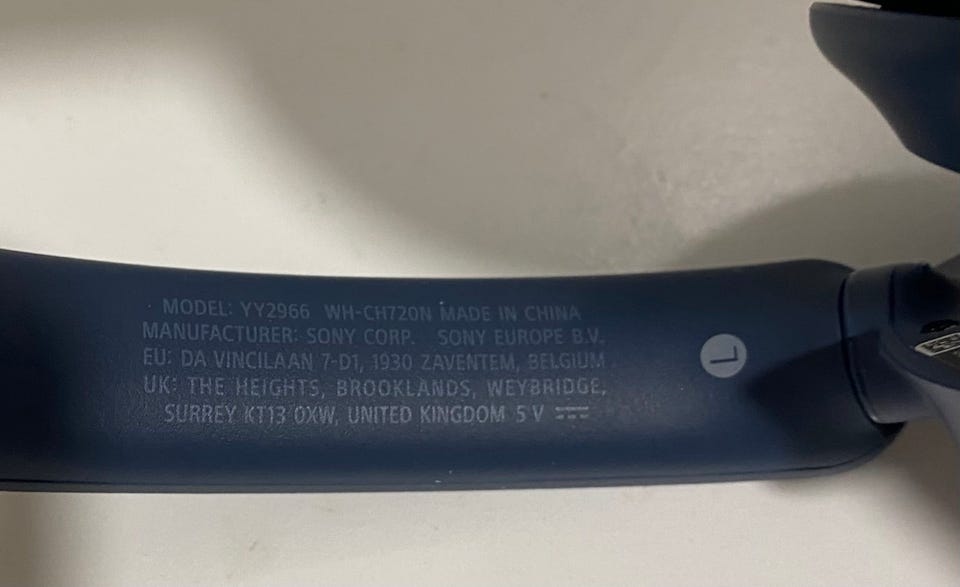 MODEL: YY2966 WH-CH720N MADE IN CHINA
MANUFACTURER: SONY CORP. SONY EUROPE B.V.
EU: DA VINCILAAN 7-D1, 1930 ZAVENTEM, BELGIUM
UK: THE HEIGHTS, BROOKLANDS, WEYBRIDGE,
SURREY KT13 0XW, UNITED KINGDOM 5 V
L